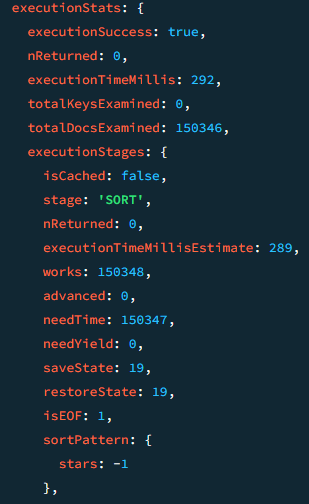 executionStats: {
executionSuccess: true,
nReturned: 0,
executionTimeMillis: 292,
totalKeysExamined: 0,
totalDocsExamined: 150346,
executionStages: {
isCached: false,
stage: 'SORT',
nReturned: 0,
executionTimeMillisEstimate: 289,
works: 150348,
advanced: 0,
needTime: 150347,
needYield: 0,
saveState: 19,
restoreState: 19,
isEOF: 1,
sortPattern: {
stars: -1
},